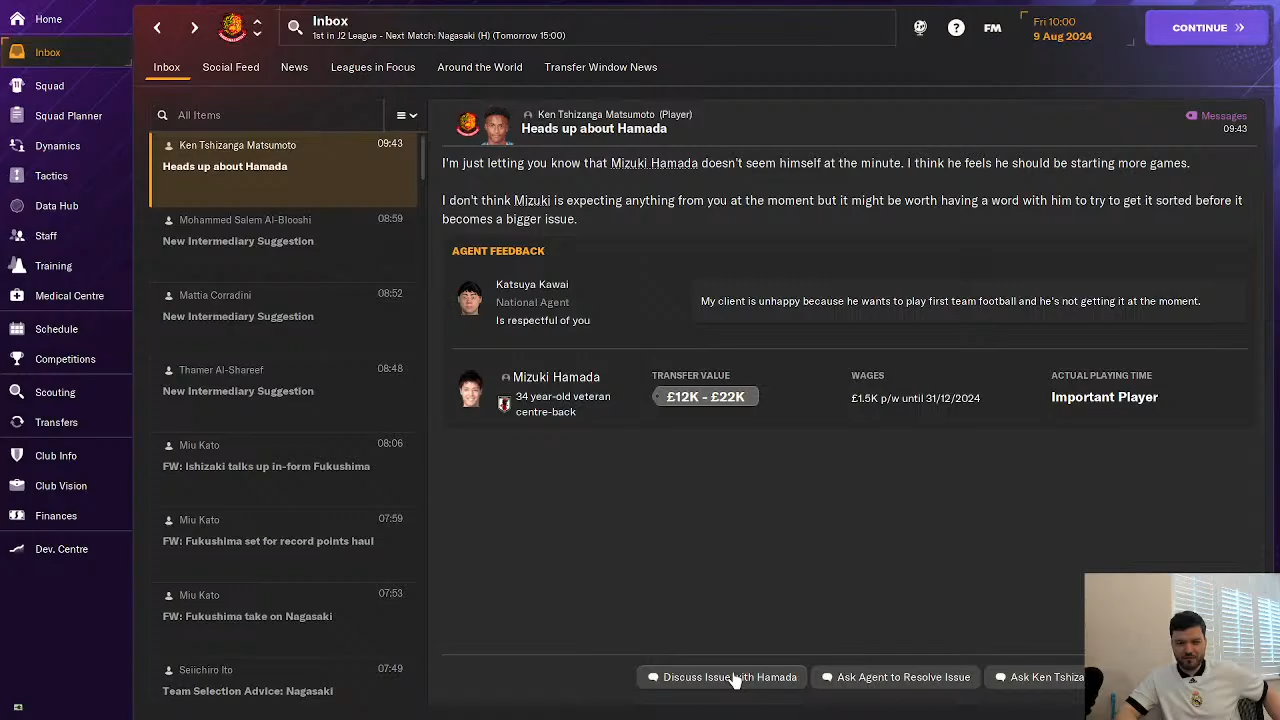 Home
Inbox
Squad
Squad Planner
Dynamics
Tactics
Data Hub
Staff
Training
Medical Centre
Schedule
Competitions
Scouting
Transfers
Club Info
Club Vision
Finances
Dev. Centre
Inbox
1st in J2 League - Next Match: Nagasaki (H) (Tomorrow 15:00)
?
FM
Fri 10:00
9 Aug 2024
CONTINUE
Inbox
Social Feed
News
Leagues in Focus
Around the World
Transfer Window News
All Items
Ken Tshizanga Matsumoto 09:43
Heads up about Hamada
Mohammed Salem Al-Blooshi 08:59
New Intermediary Suggestion
Mattia Corradini 08:52
New Intermediary Suggestion
Thamer Al-Shareef 08:48
New Intermediary Suggestion
Miu Kato 08:06
FW: Ishizaki talks up in-form Fukushima
Miu Kato 07:59
FW: Fukushima set for record points haul
Miu Kato 07:53
FW: Fukushima take on Nagasaki
Seiichiro Ito 07:49
Team Selection Advice: Nagasaki
Ken Tshizanga Matsumoto (Player)
Heads up about Hamada
Messages
09:43
I'm just letting you know that Mizuki Hamada doesn't seem himself at the minute. I think he feels he should be starting more games.
I don't think Mizuki is expecting anything from you at the moment but it might be worth having a word with him to try to get it sorted before it
becomes a bigger issue.
AGENT FEEDBACK
Katsuya Kawai
National Agent
Is respectful of you
My client is unhappy because he wants to play first team football and he's not getting it at the moment.
Mizuki Hamada
34 year-old veteran
centre-back
TRANSFER VALUE
£12K - £22K
WAGES
£1.5K p/w until 31/12/2024
ACTUAL PLAYING TIME
Important Player
Discuss Issue with Hamada
Ask Agent to Resolve Issue
Ask Ken Tshiza